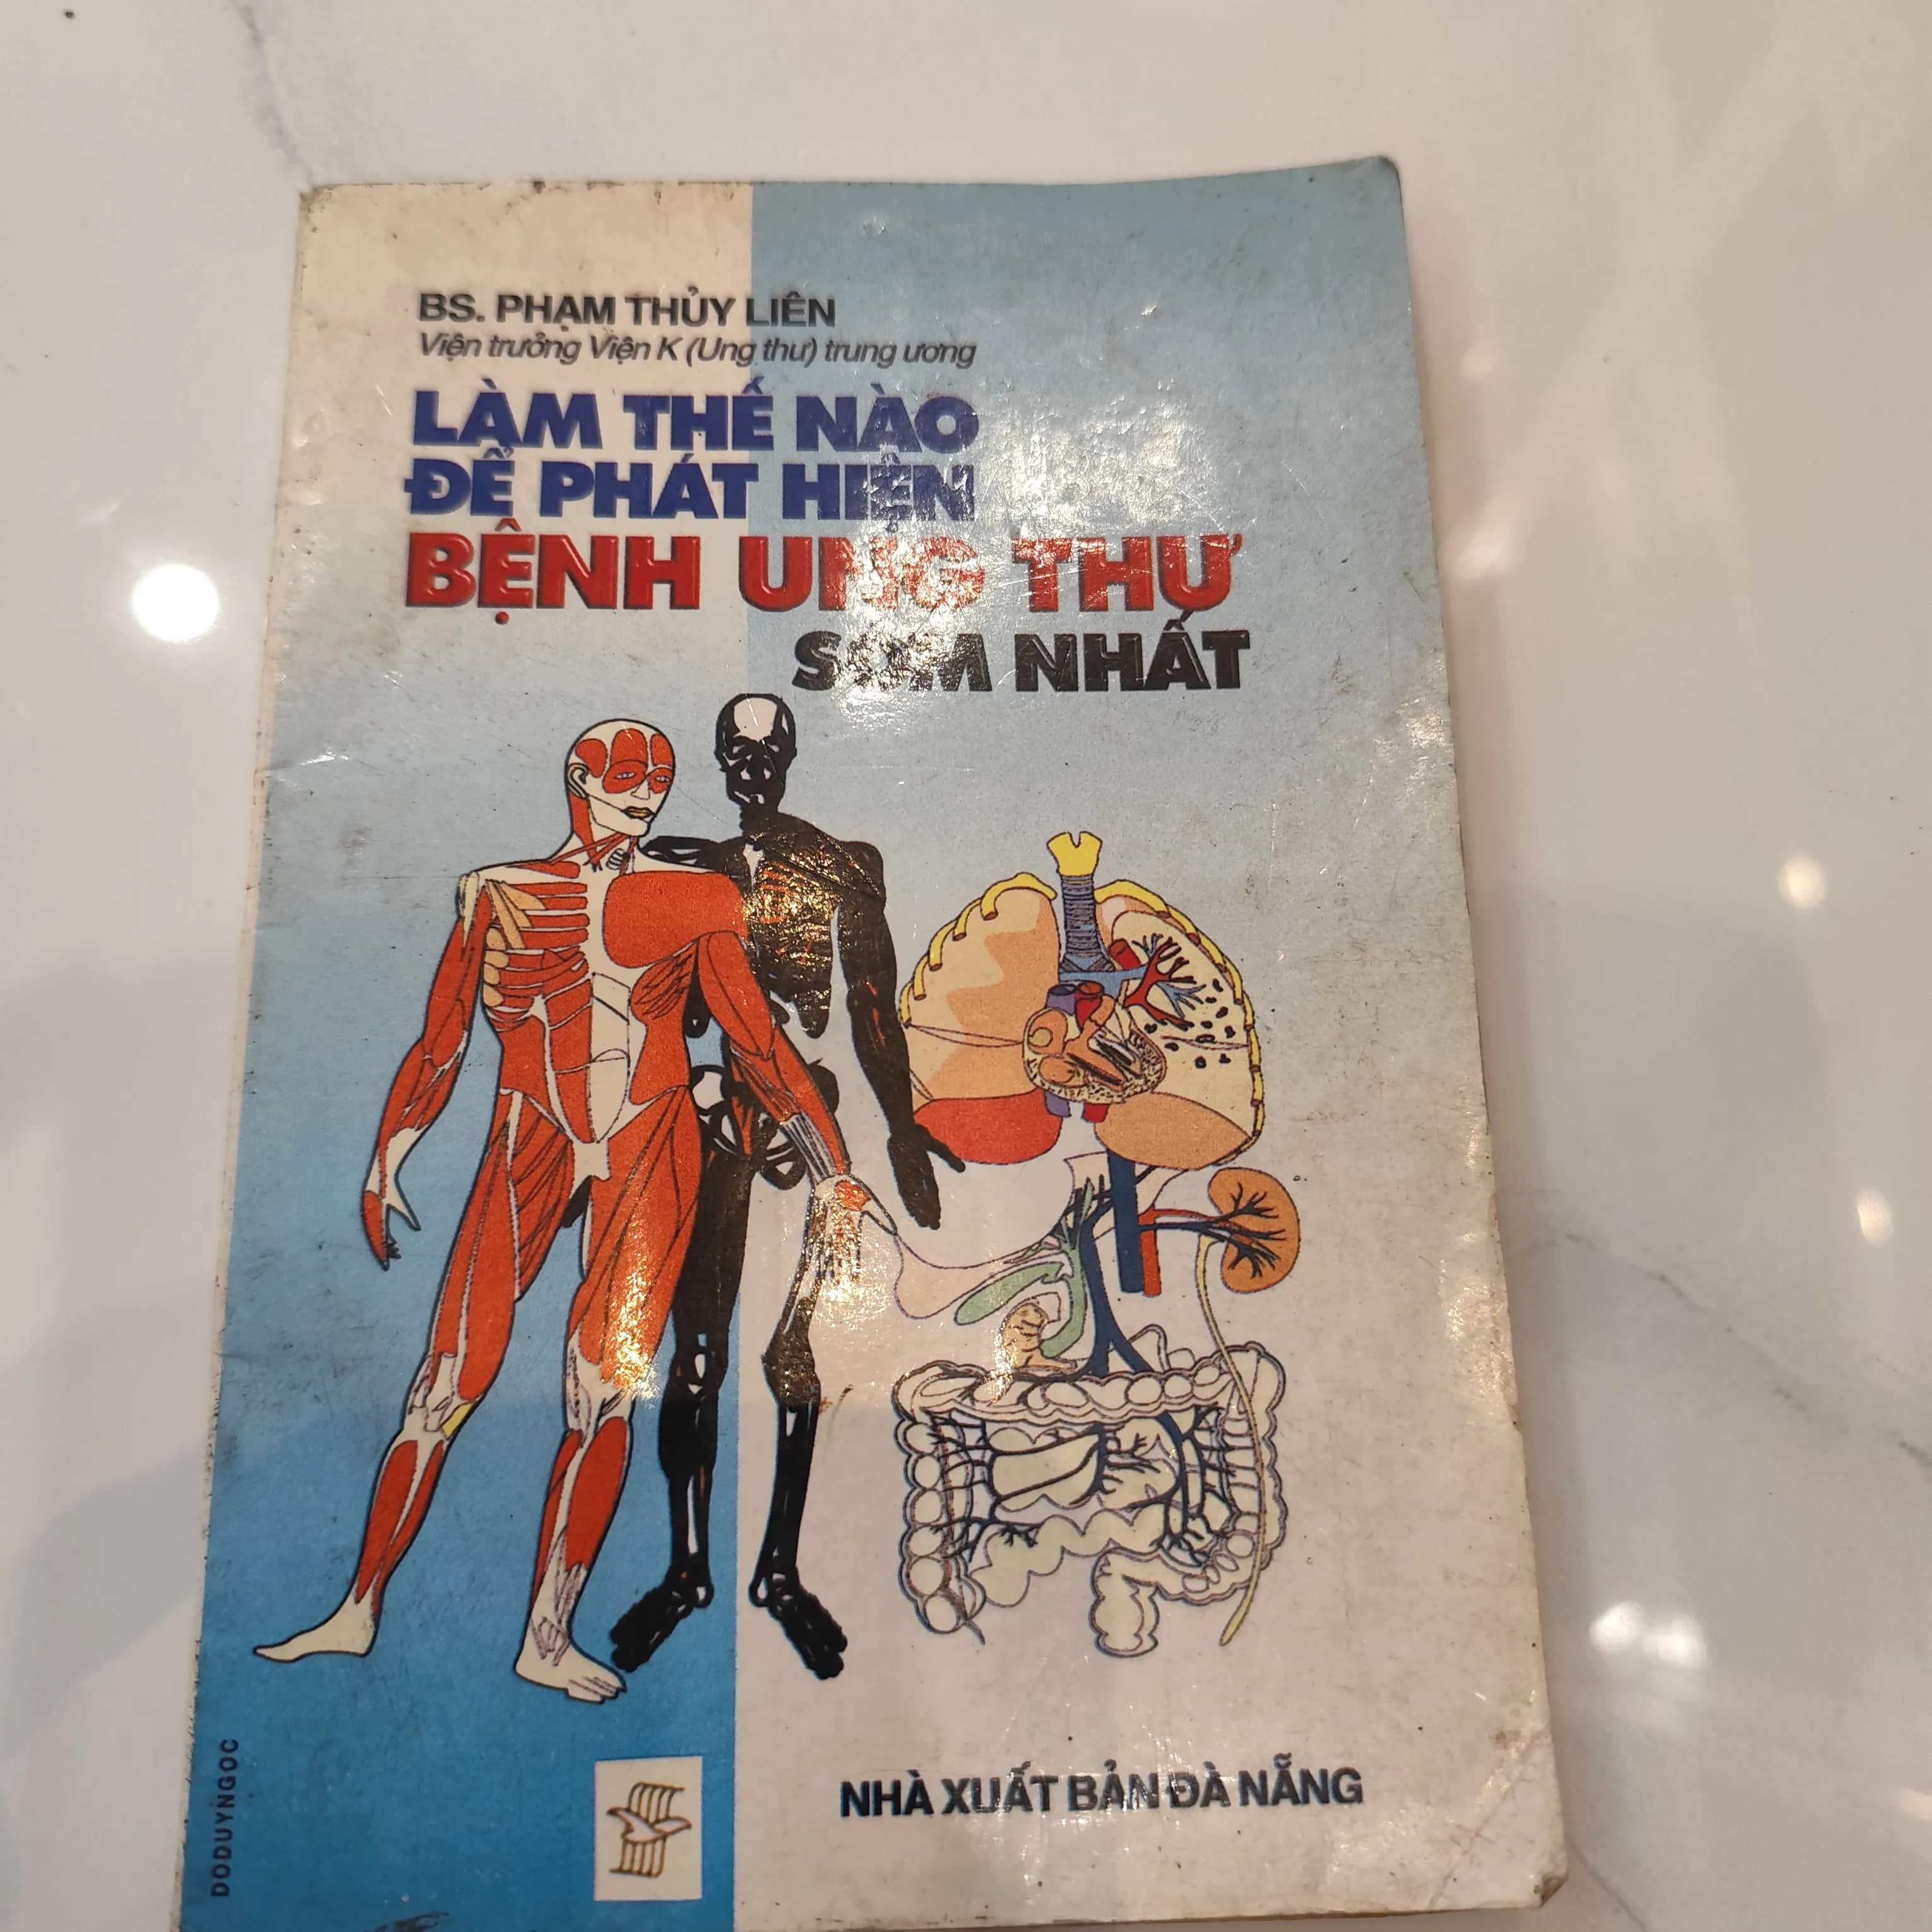 BS. PHẠM THỦY LIÊN
Viện trưởng Viện K (Ung thư) trung ương
LÀM THẾ NÀO
ĐỂ PHÁT HIỆN
BỆNH UNG THƯ
SỚM NHẤT
NHÀ XUẤT BẢN ĐÀ NẴNG
DODUYNGOC